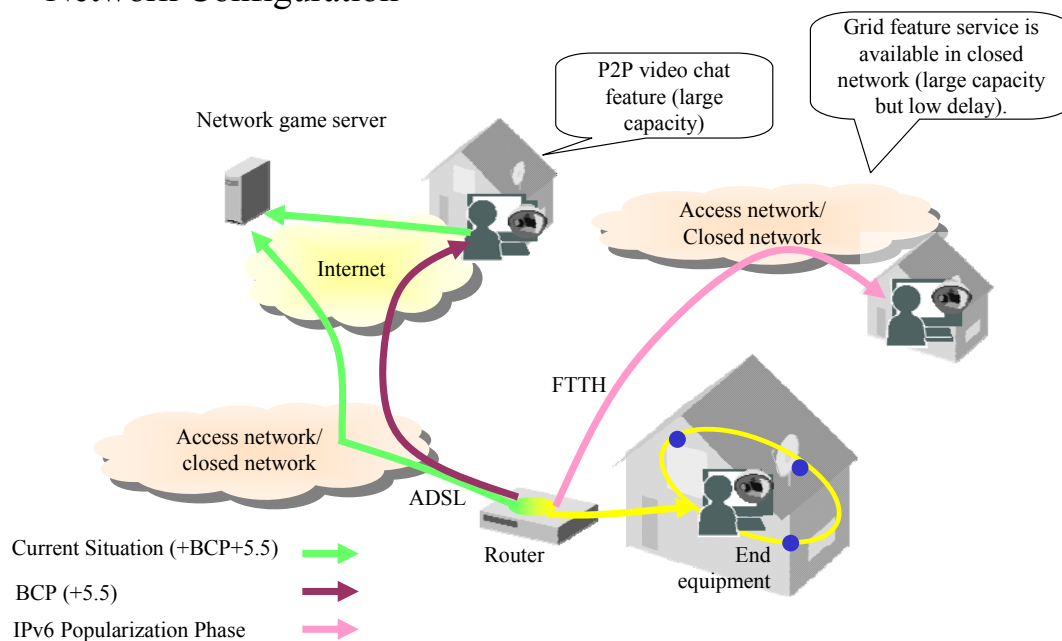 Network Configuration
Grid feature service is
available in closed
network (large capacity
but low delay).
P2P video chat
feature (large
capacity)
Network game server
Access network/
Closed network
Internet
FTTH
Access network/
closed network
ADSL
Router
End
equipment
Current Situation (+BCP+5.5)
BCP (+5.5)
IPv6 Popularization Phase